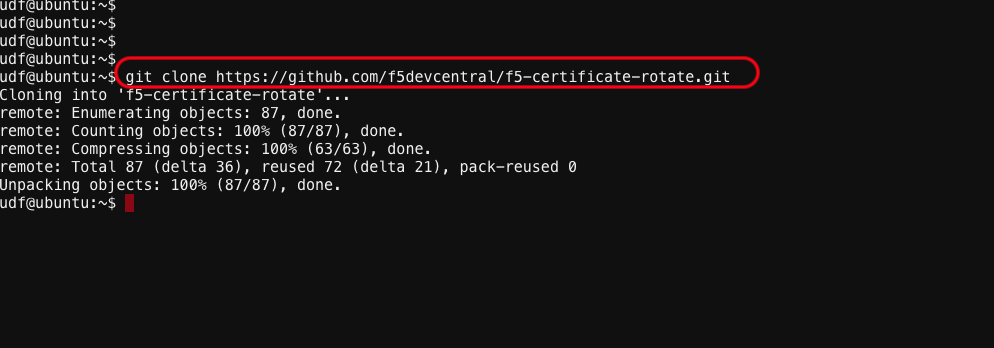 udf@ubuntu:~$
udf@ubuntu:~$
udf@ubuntu:~$
udf@ubuntu:~$
udf@ubuntu:~$ git clone https://github.com/f5devcentral/f5-certificate-rotate.git
Cloning into 'f5-certificate-rotate'...
remote: Enumerating objects: 87, done.
remote: Counting objects: 100% (87/87), done.
remote: Compressing objects: 100% (63/63), done.
remote: Total 87 (delta 36), reused 72 (delta 21), pack-reused 0
Unpacking objects: 100% (87/87), done.
udf@ubuntu:~$